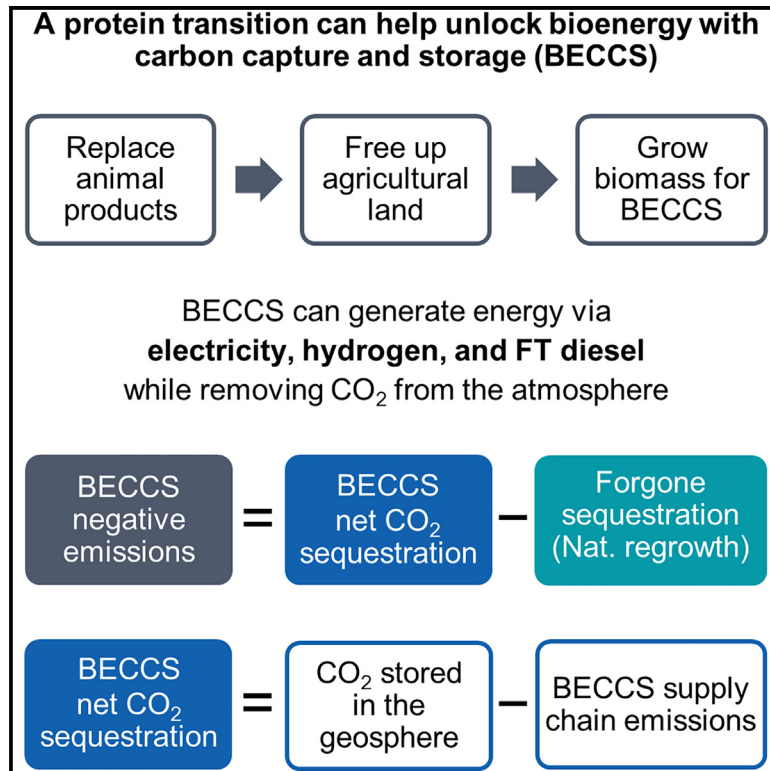 A protein transition can help unlock bioenergy with
carbon capture and storage (BECCS)
Replace
animal
products
Free up
agricultural
land
Grow
biomass for
BECCS
BECCS can generate energy via
electricity, hydrogen, and FT diesel
while removing CO₂ from the atmosphere
BECCS
negative
emissions
=
BECCS
net CO₂
sequestration
−
Forgone
sequestration
(Nat. regrowth)
BECCS
net CO₂
sequestration
=
CO₂ stored
in the
geosphere
−
BECCS supply
chain emissions